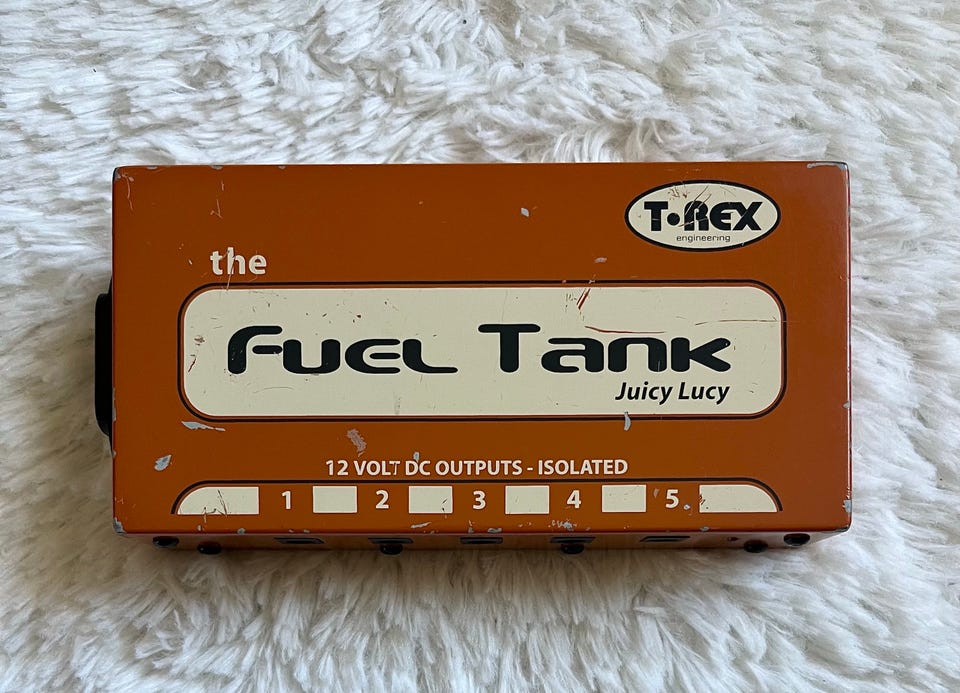 T•REX
engineering
the
Fuel Tank
Juicy Lucy
12 VOLT DC OUTPUTS - ISOLATED
1 2 3 4 5